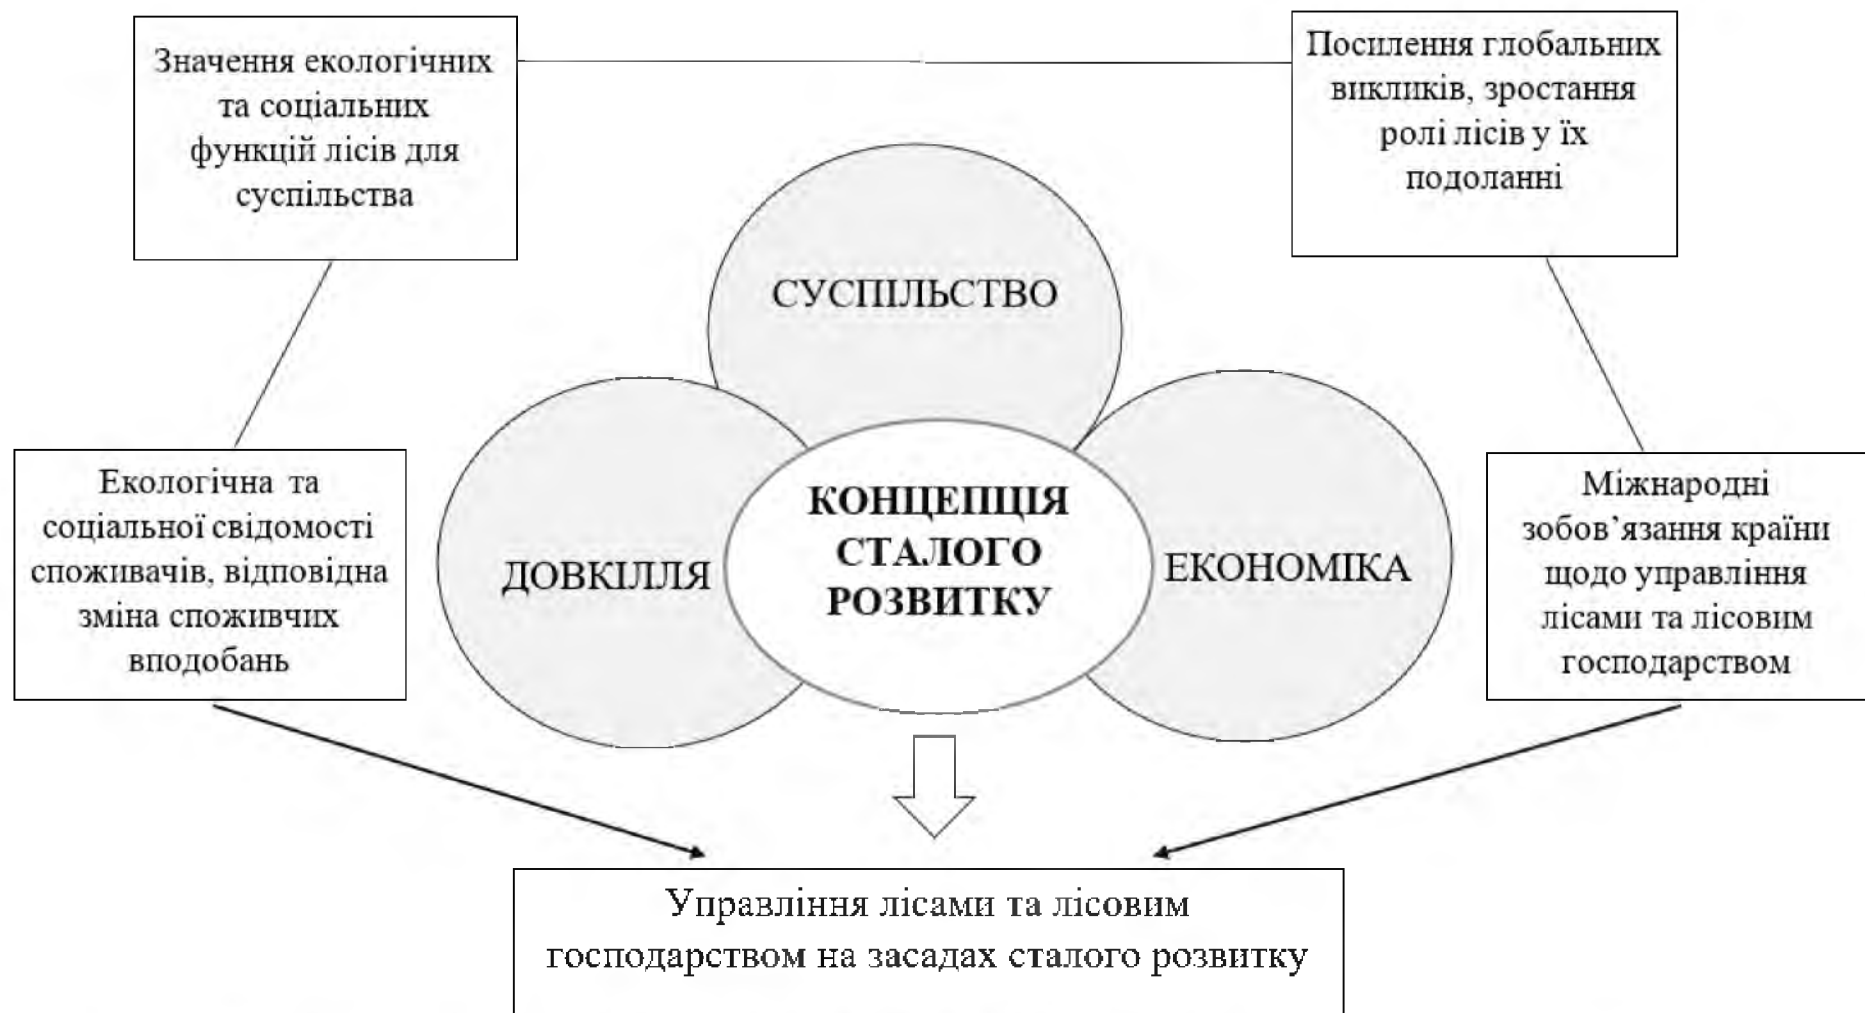 Значення екологічних
та соціальних
функцій лісів для
суспільства
Посилення глобальних
викликів, зростання
ролі лісів у їх
подоланні
СУСПІЛЬСТВО
Екологічна та
соціальної свідомості
споживачів, відповідна
зміна споживчих
вподобань
ДОВКІЛЛЯ
КОНЦЕПЦІЯ
СТАЛОГО
РОЗВИТКУ
ЕКОНОМІКА
Міжнародні
зобов’язання країни
щодо управління
лісами та лісовим
господарством
Управління лісами та лісовим
господарством на засадах сталого розвитку